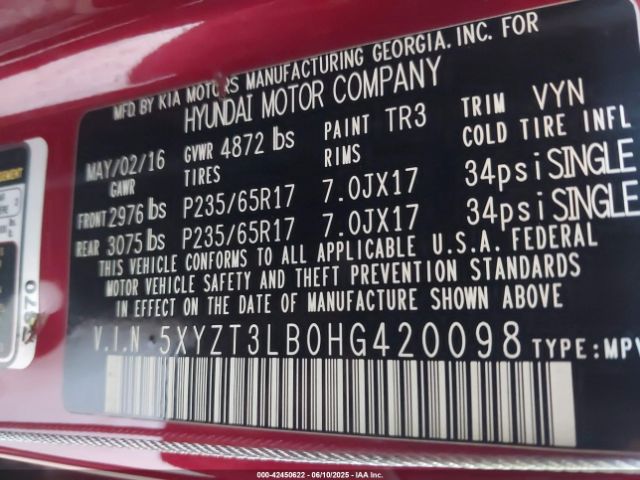 MFD. BY KIA MOTORS MANUFACTURING GEORGIA, INC. FOR
HYUNDAI MOTOR COMPANY
MAY/02/16 GVWR 4872 lbs PAINT TR3 TRIM VYN
GAWR TIRES RIMS COLD TIRE INFL
FRONT 2976 lbs P235/65R17 7.0JX17 34psi SINGLE
REAR 3075 lbs P235/65R17 7.0JX17 34psi SINGLE
THIS VEHICLE CONFORMS TO ALL APPLICABLE U.S.A. FEDERAL
MOTOR VEHICLE SAFETY AND THEFT PREVENTION STANDARDS
IN EFFECT ON THE DATE OF MANUFACTURE SHOWN ABOVE
V.I.N. 5XYZT3LB0HG420098 TYPE: MPV
000-42450622 - 06/10/2025 - IAA Inc.